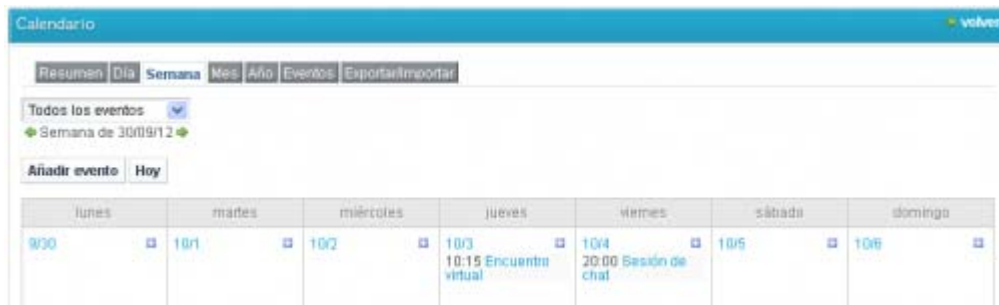 Calendario
volver
Resumen Día Semana Mes Año Eventos Exportar/Importar
Todos los eventos
Semana de 30/09/12
Añadir evento Hoy
lunes martes miércoles jueves viernes sábado domingo
9/30 10/1 10/2 10/3 10/4 10/5 10/6
10:15 Encuentro virtual
20:00 Sesión de chat